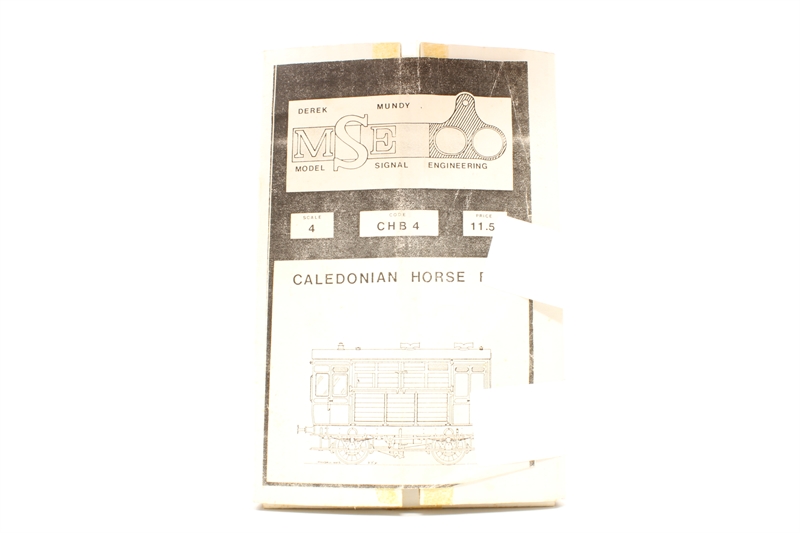 DEREK MUNDY
MSE
MODEL SIGNAL ENGINEERING
SCALE CODE PRICE
4 CHB 4 11.5
CALEDONIAN HORSE